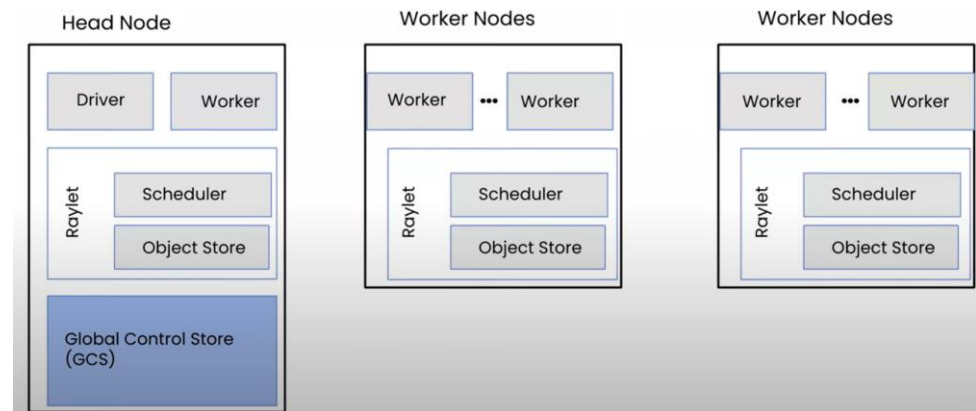 Head Node
Driver
Worker
Raylet
Scheduler
Object Store
Global Control Store
(GCS)
Worker Nodes
Worker ... Worker
Raylet
Scheduler
Object Store
Worker Nodes
Worker ... Worker
Raylet
Scheduler
Object Store